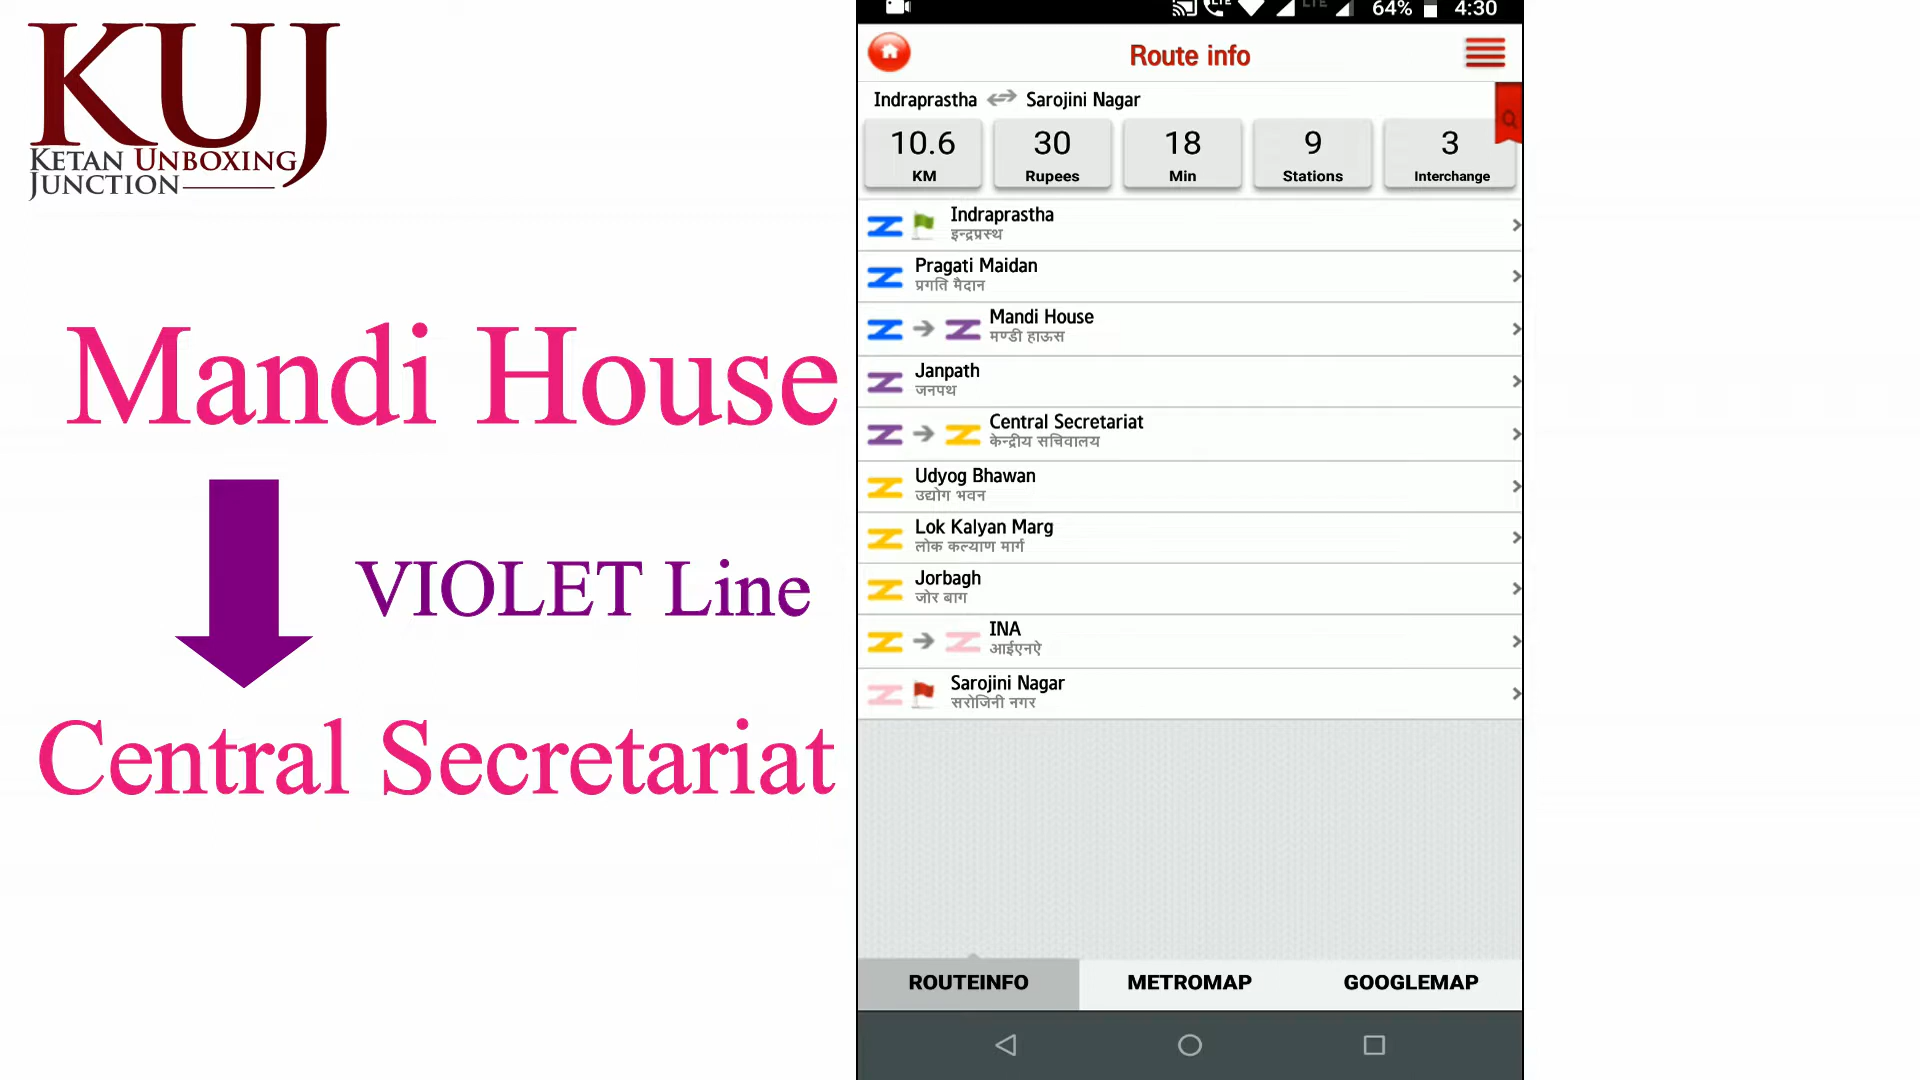 KUJ
KETAN UNBOXING
JUNCTION
Mandi House
VIOLET Line
Central Secretariat
LTE LTE 64% 4:30
Route info
Indraprastha Sarojini Nagar
10.6 30 18 9 3
KM Rupees Min Stations Interchange
Indraprastha
इन्द्रप्रस्थ
Pragati Maidan
प्रगति मैदान
Mandi House
मण्डी हाऊस
Janpath
जनपथ
Central Secretariat
केन्द्रीय सचिवालय
Udyog Bhawan
उद्योग भवन
Lok Kalyan Marg
लोक कल्याण मार्ग
Jorbagh
जोर बाग
INA
आईएनऐ
Sarojini Nagar
सरोजिनी नगर
ROUTEINFO METROMAP GOOGLEMAP